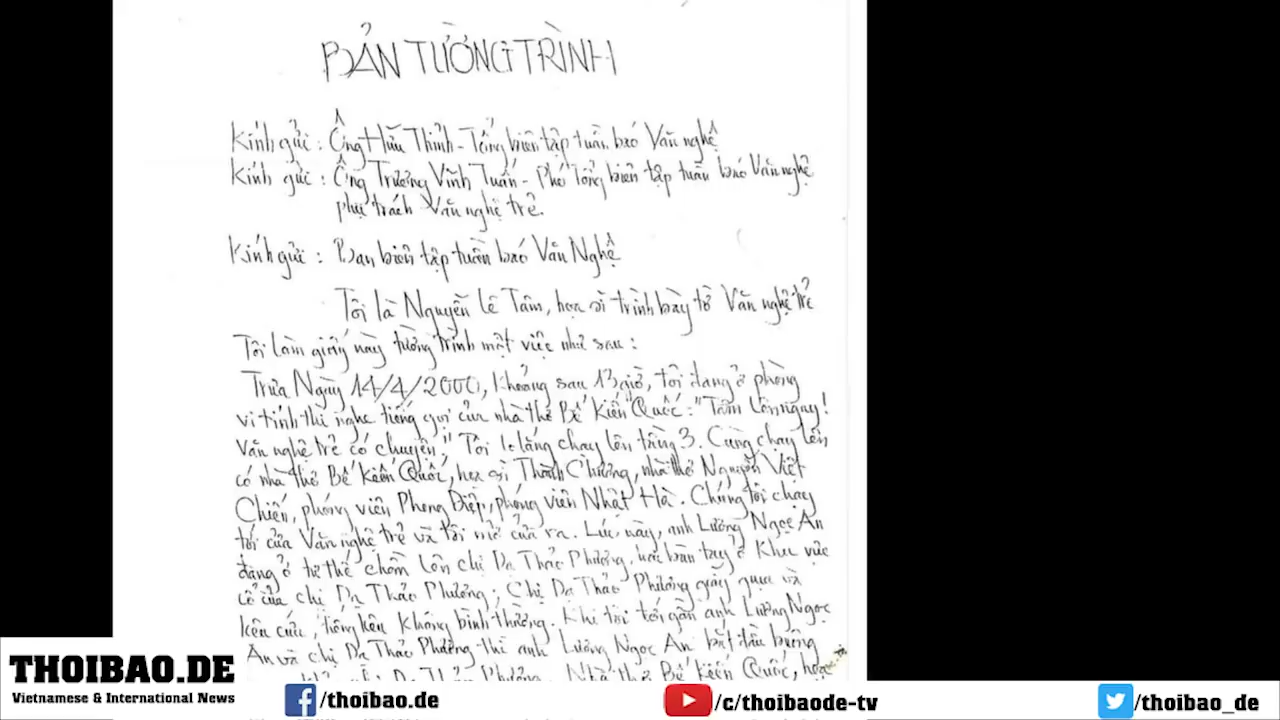 BẢN TƯỜNG TRÌNH
Kính gửi : Ông Hữu Thỉnh - Tổng biên tập tuần báo Văn nghệ
Kính gửi : Ông Trương Vĩnh Tuấn - Phó Tổng biên tập tuần báo Văn nghệ
phụ trách Văn nghệ trẻ.
Kính gửi : Ban biên tập tuần báo Văn Nghệ
Tôi là Nguyễn Lê Tâm, họa sĩ trình bày tờ Văn nghệ trẻ
Tôi làm giấy này tường trình một việc như sau :
Trưa Ngày 14/4/2000, khoảng sau 13 giờ, tôi đang ở phòng
vi tính thì nghe tiếng gọi của nhà thơ Bế Kiến Quốc : "Tâm lên ngay!
Văn nghệ trẻ có chuyện". Tôi lo lắng chạy lên tầng 3. Cùng chạy lên
có nhà thơ Bế Kiến Quốc, họa sĩ Thành Chương, nhà thơ Nguyễn Việt
Chiến, phóng viên Phong Điệp, phóng viên Nhật Hà. Chúng tôi chạy
tới cửa Văn nghệ trẻ và tôi mở cửa ra. Lúc này, anh Lương Ngọc An
đang ở tư thế chồm lên chị Dạ Thảo Phương, hai bàn tay ở khu vực
cổ của chị Dạ Thảo Phương; Chị Dạ Thảo Phương giãy giụa và
kêu cứu, tiếng kêu không bình thường. Khi tôi tới gần anh Lương Ngọc
An và chị Dạ Thảo Phương thì anh Lương Ngọc An bắt đầu buông
Dạ Thảo Phương. Nhà thơ Bế Kiến Quốc, họa
THOIBAO.DE
Vietnamese & International News
/thoibao.de
/c/thoibaode-tv
/thoibao_de